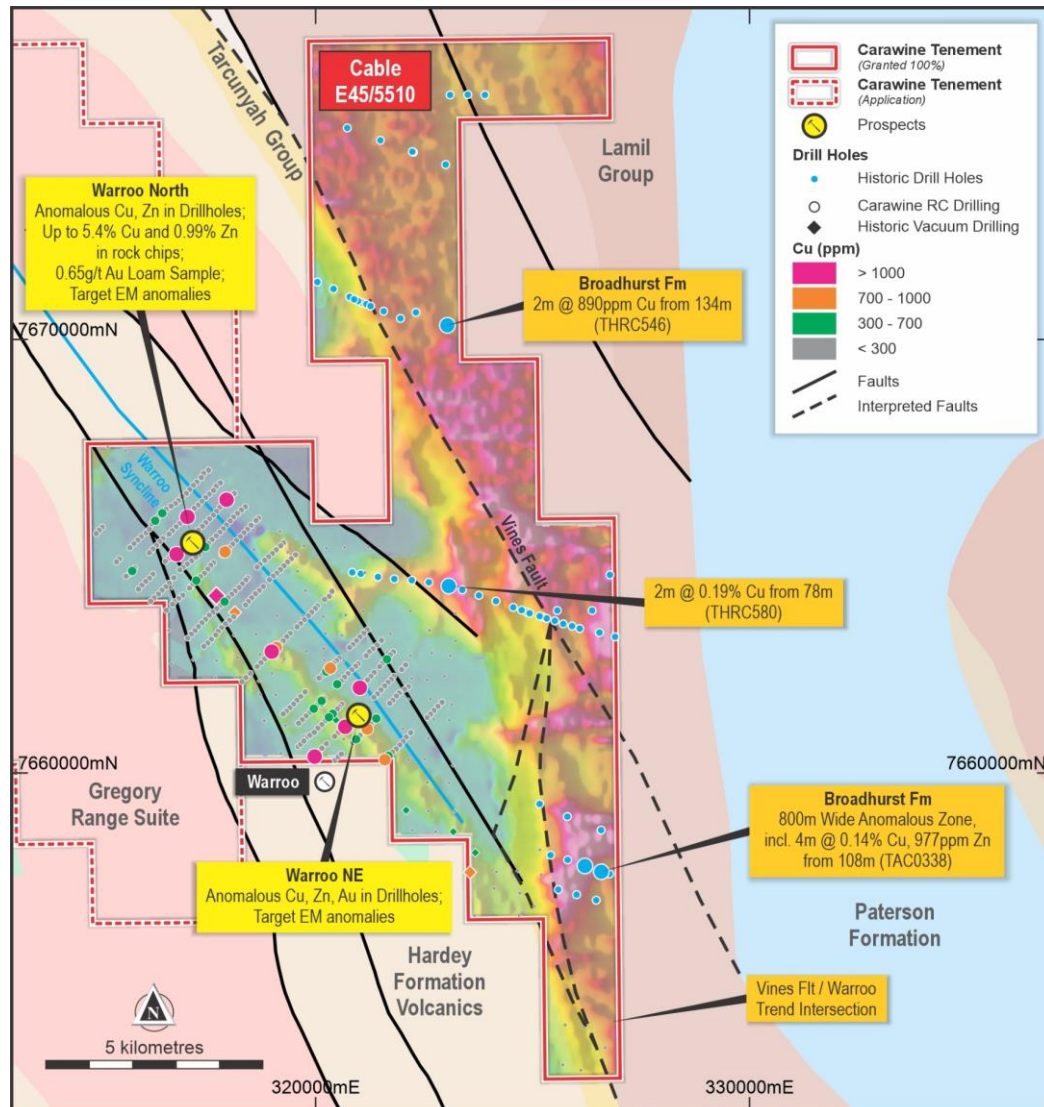 Tarcunyah Group
Cable
E45/5510
Lamil
Group
Carawine Tenement
(Granted 100%)
Carawine Tenement
(Application)
Prospects
Drill Holes
Historic Drill Holes
Carawine RC Drilling
Historic Vacuum Drilling
Cu (ppm)
> 1000
700 - 1000
300 - 700
< 300
Faults
Interpreted Faults
Warroo North
Anomalous Cu, Zn in Drillholes;
Up to 5.4% Cu and 0.99% Zn
in rock chips;
0.65g/t Au Loam Sample;
Target EM anomalies
Broadhurst Fm
2m @ 890ppm Cu from 134m
(THRC546)
7670000mN
Warroo
Syncline
Vines Fault
2m @ 0.19% Cu from 78m
(THRC580)
7660000mN
7660000mN
Warroo
Gregory
Range Suite
Broadhurst Fm
800m Wide Anomalous Zone,
incl. 4m @ 0.14% Cu, 977ppm Zn
from 108m (TAC0338)
Warroo NE
Anomalous Cu, Zn, Au in Drillholes;
Target EM anomalies
Paterson
Formation
Hardey
Formation
Volcanics
Vines Flt / Warroo
Trend Intersection
N
5 kilometres
320000mE
330000mE